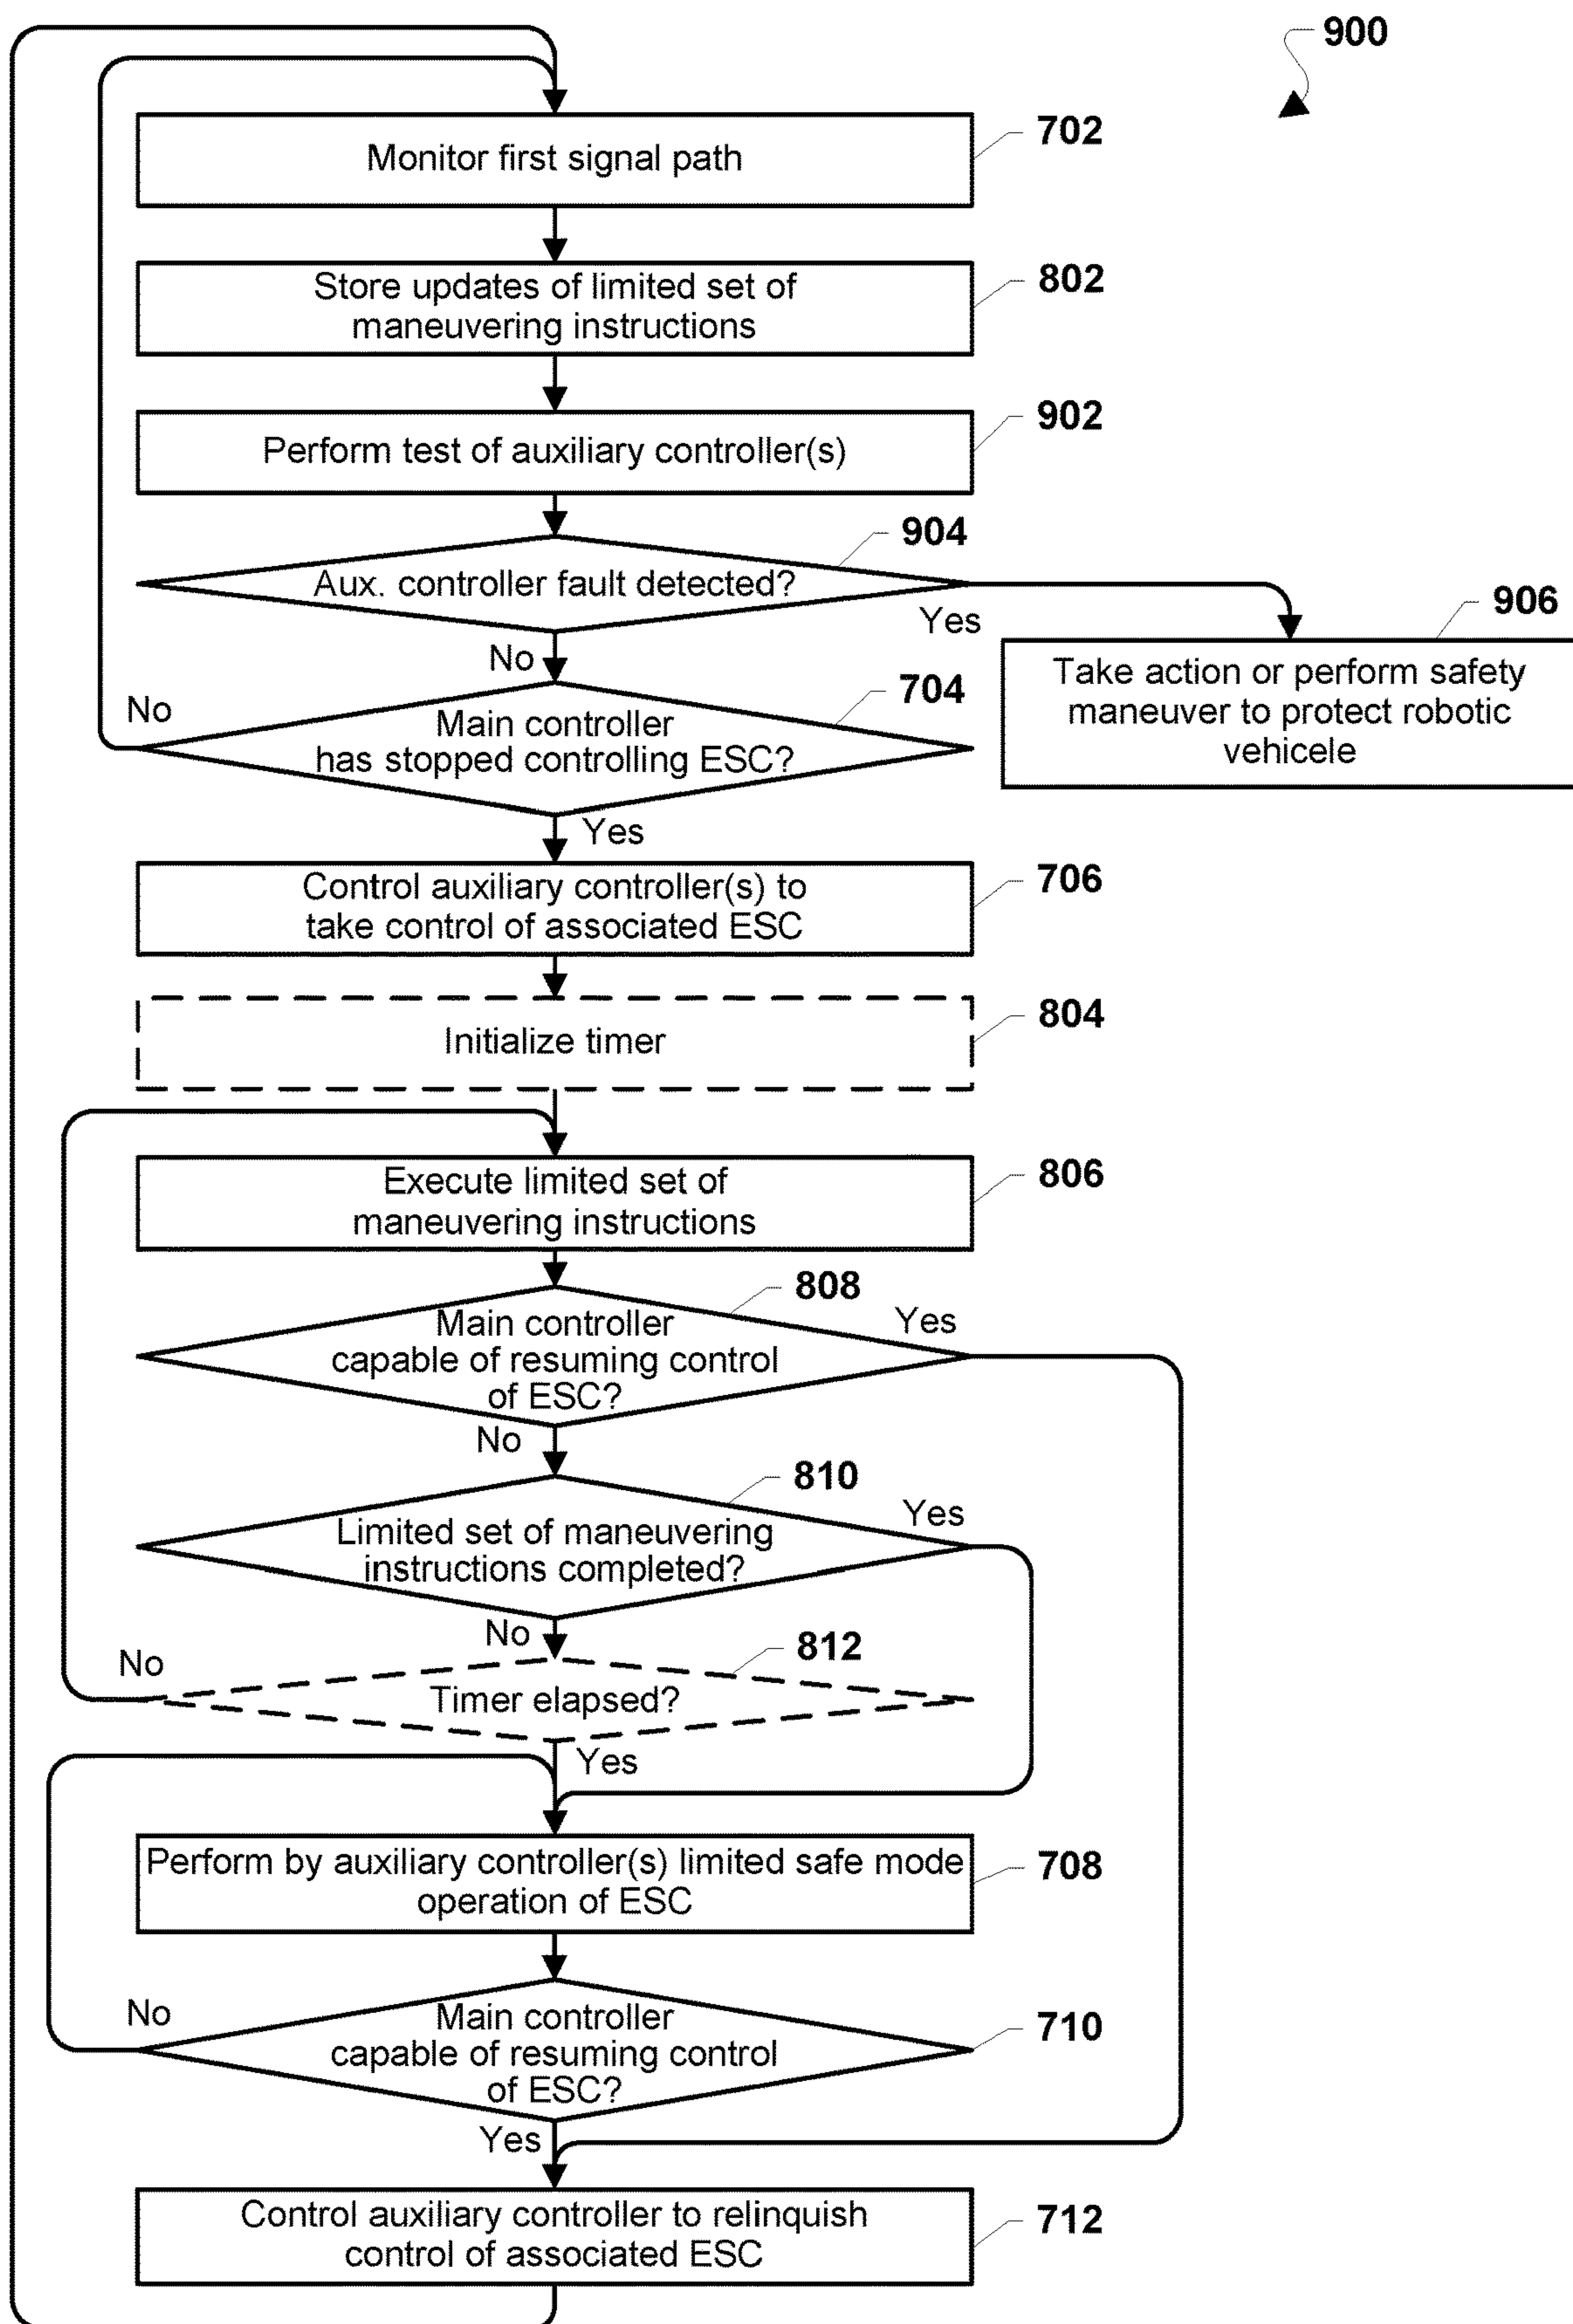 900
702
Monitor first signal path
802
Store updates of limited set of
maneuvering instructions
902
Perform test of auxiliary controller(s)
904
Aux. controller fault detected?
Yes
906
No
Take action or perform safety
maneuver to protect robotic
vehicele
704
No
Main controller
has stopped controlling ESC?
Yes
706
Control auxiliary controller(s) to
take control of associated ESC
804
Initialize timer
806
Execute limited set of
maneuvering instructions
808
Yes
Main controller
capable of resuming control
of ESC?
No
810
Yes
Limited set of maneuvering
instructions completed?
No
812
No
Timer elapsed?
Yes
708
Perform by auxiliary controller(s) limited safe mode
operation of ESC
No
710
Main controller
capable of resuming control
of ESC?
Yes
712
Control auxiliary controller to relinquish
control of associated ESC